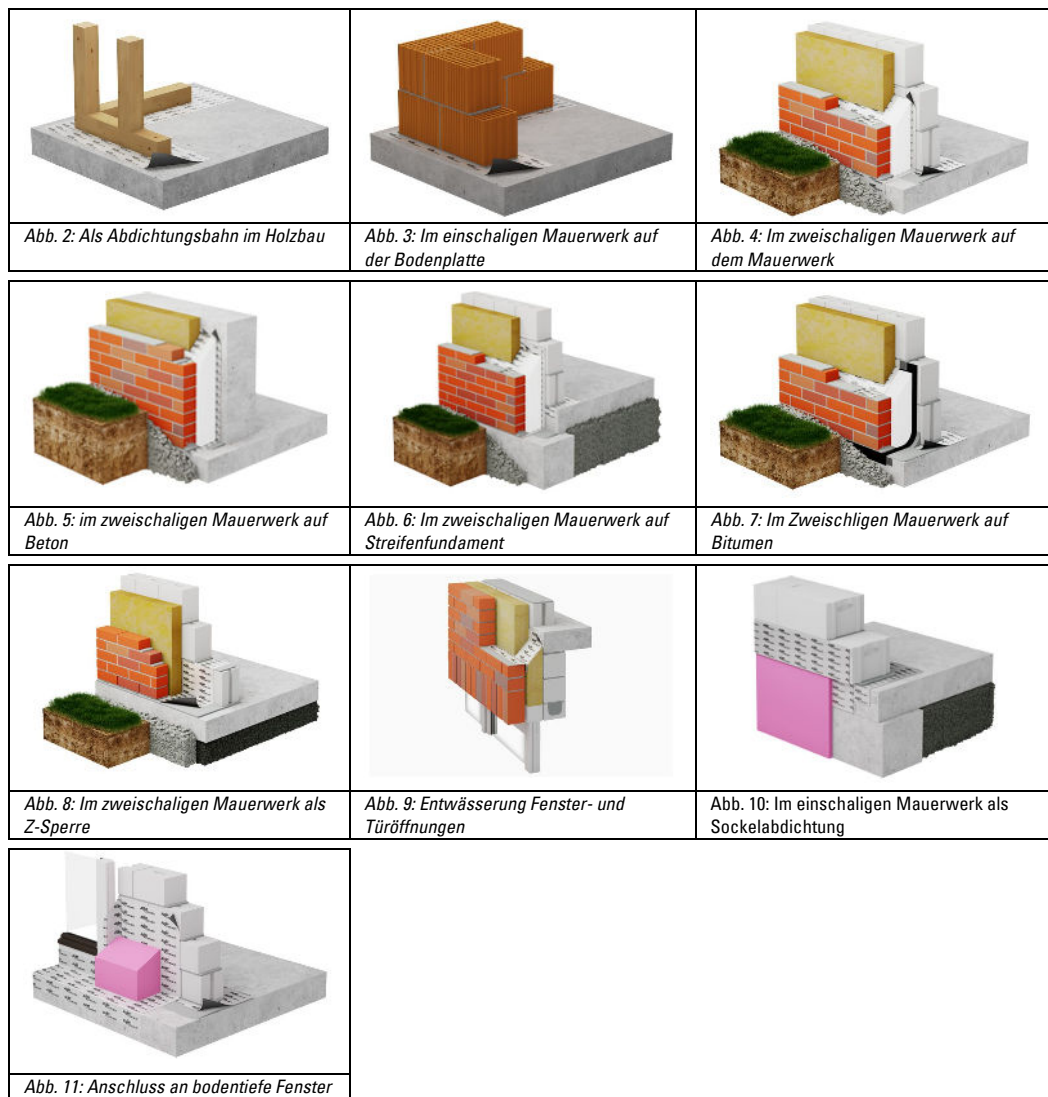 Abb. 2: Als Abdichtungsbahn im Holzbau
Abb. 3: Im einschaligen Mauerwerk auf
der Bodenplatte
Abb. 4: Im zweischaligen Mauerwerk auf
dem Mauerwerk
Abb. 5: im zweischaligen Mauerwerk auf
Beton
Abb. 6: Im zweischaligen Mauerwerk auf
Streifenfundament
Abb. 7: Im Zweischligen Mauerwerk auf
Bitumen
Abb. 8: Im zweischaligen Mauerwerk als
Z-Sperre
Abb. 9: Entwässerung Fenster- und
Türöffnungen
Abb. 10: Im einschaligen Mauerwerk als
Sockelabdichtung
Abb. 11: Anschluss an bodentiefe Fenster